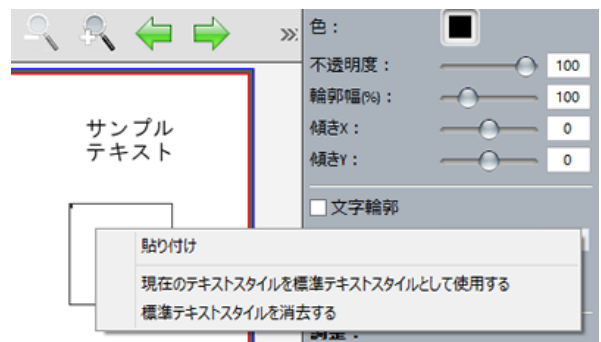 色：
不透明度：
100
輪郭幅(%)：
100
傾きX：
0
傾きY：
0
文字輪郭
サンプル
テキスト
貼り付け
現在のテキストスタイルを標準テキストスタイルとして使用する
標準テキストスタイルを消去する
調整：